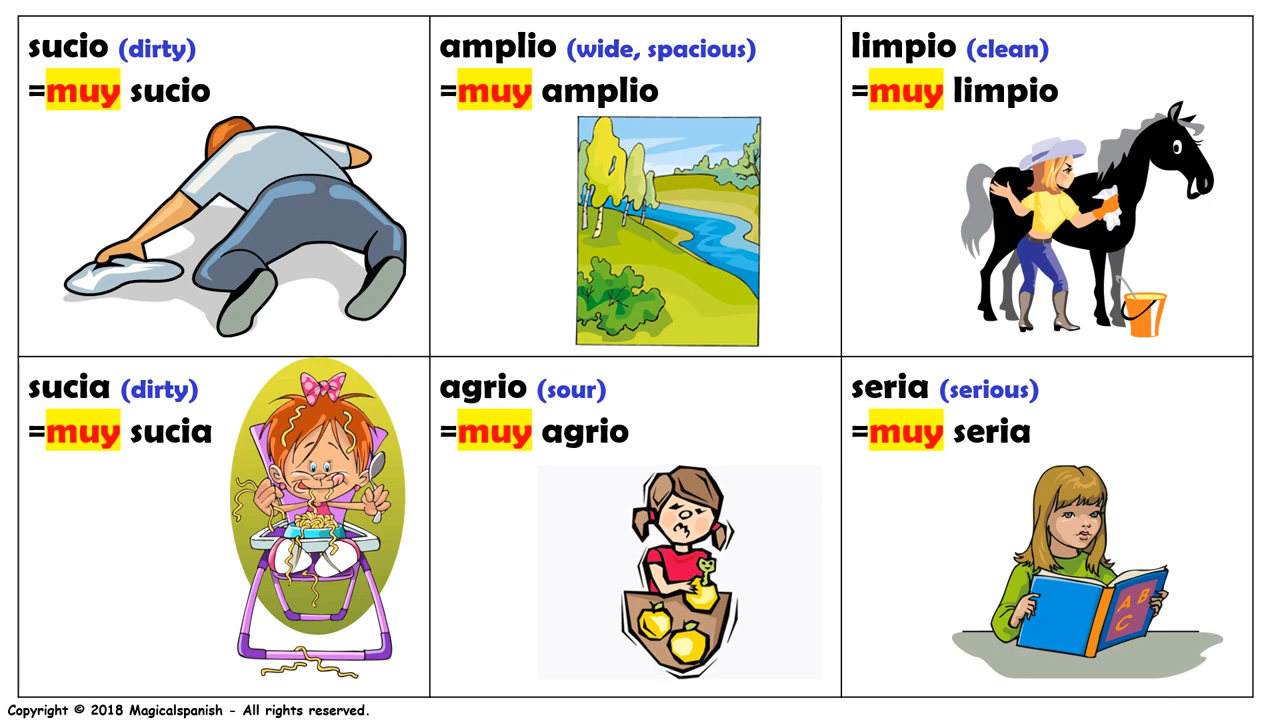 sucio (dirty)
=muy sucio
amplio (wide, spacious)
=muy amplio
limpio (clean)
=muy limpio
sucia (dirty)
=muy sucia
agrio (sour)
=muy agrio
seria (serious)
=muy seria
A B
C
Copyright © 2018 Magicalspanish - All rights reserved.